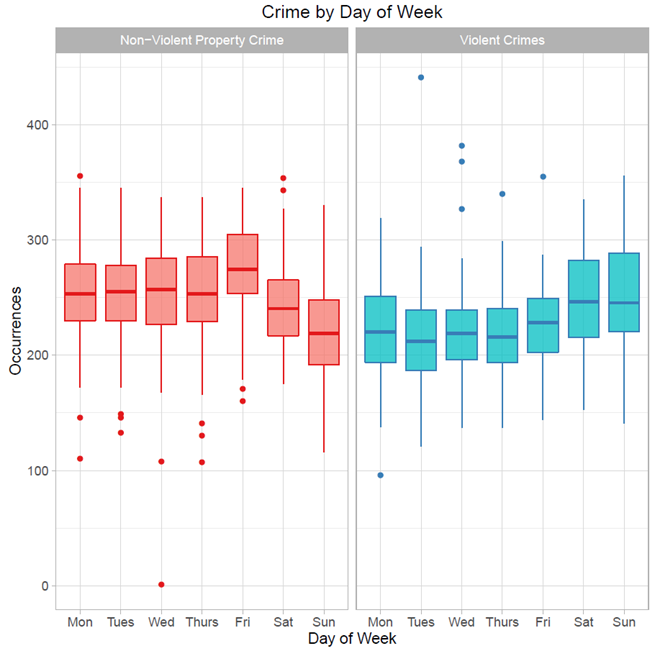 Crime by Day of Week
Non−Violent Property Crime
Violent Crimes
400
300
200
100
0
Occurrences
Mon Tues Wed Thurs Fri Sat Sun
Mon Tues Wed Thurs Fri Sat Sun
Day of Week